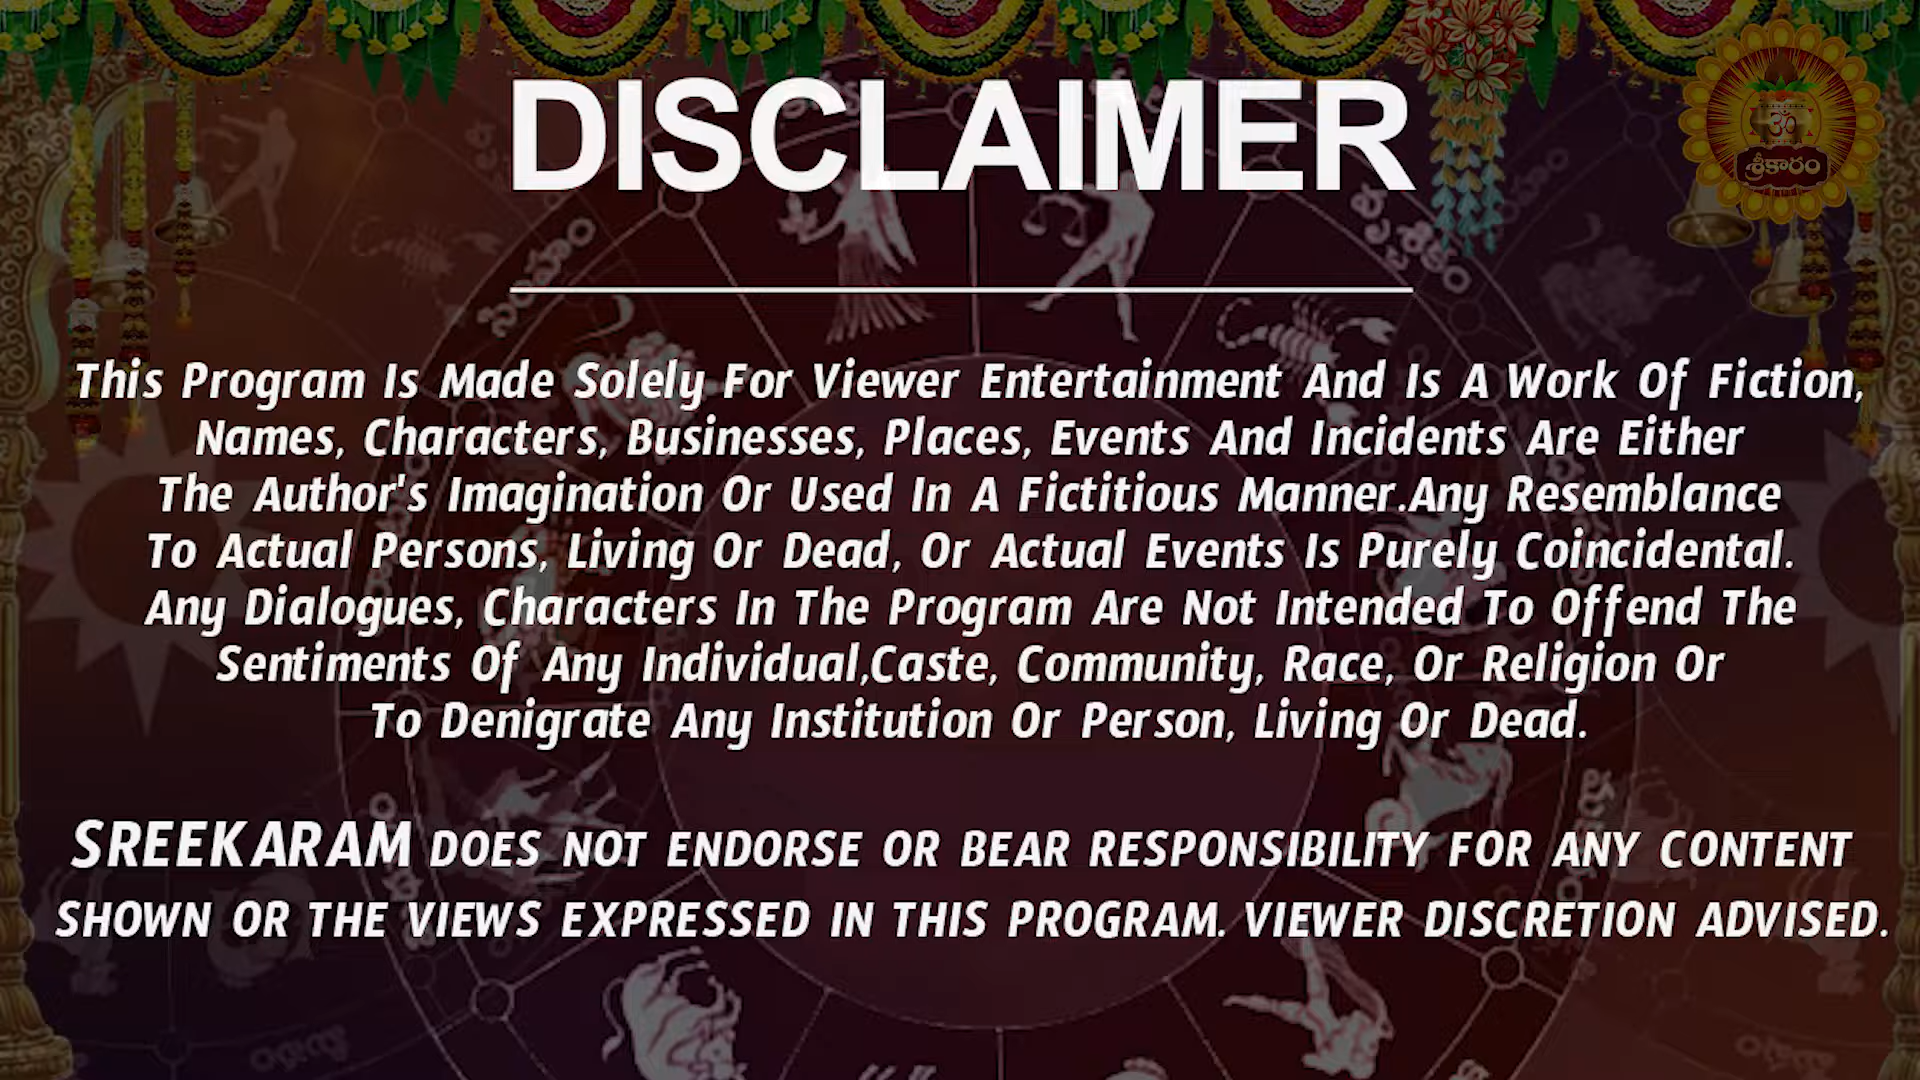 DISCLAIMER
ॐ
శ్రీకారం
This Program Is Made Solely For Viewer Entertainment And Is A Work Of Fiction,
Names, Characters, Businesses, Places, Events And Incidents Are Either
The Author's Imagination Or Used In A Fictitious Manner.Any Resemblance
To Actual Persons, Living Or Dead, Or Actual Events Is Purely Coincidental.
Any Dialogues, Characters In The Program Are Not Intended To Offend The
Sentiments Of Any Individual,Caste, Community, Race, Or Religion Or
To Denigrate Any Institution Or Person, Living Or Dead.
SREEKARAM DOES NOT ENDORSE OR BEAR RESPONSIBILITY FOR ANY CONTENT
SHOWN OR THE VIEWS EXPRESSED IN THIS PROGRAM. VIEWER DISCRETION ADVISED.